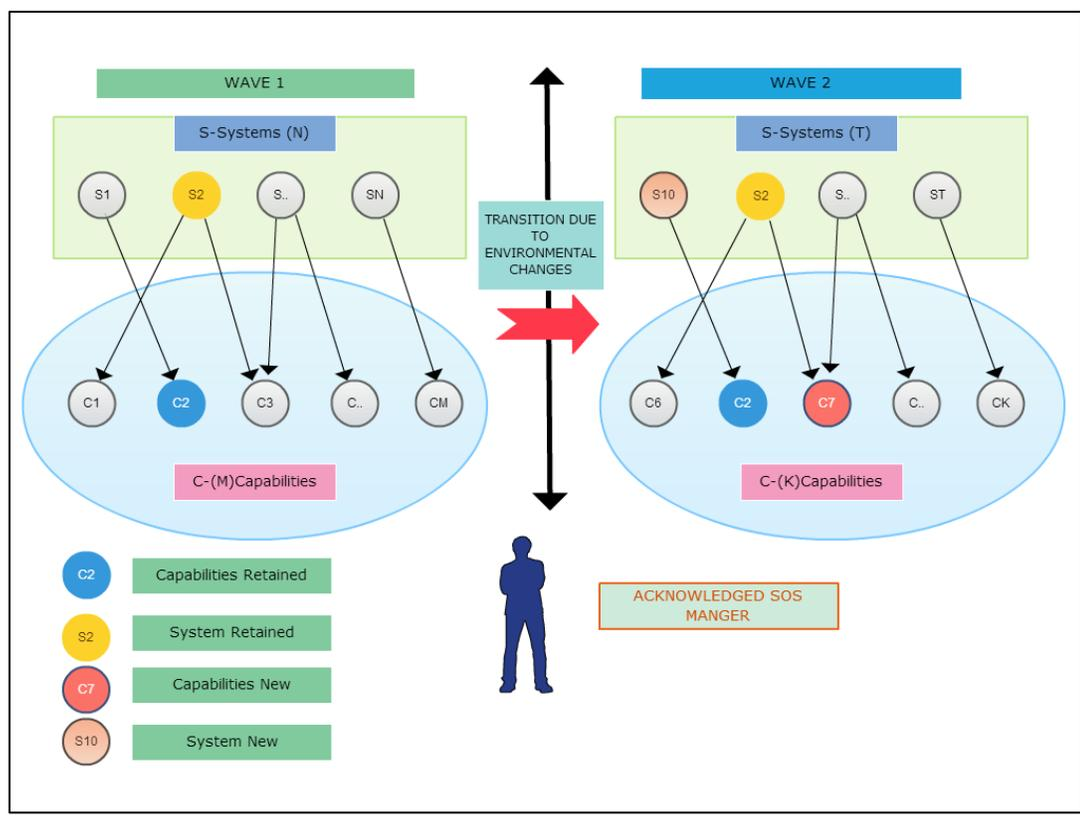 WAVE 1
S-Systems (N)
S1
S2
S..
SN
C1
C2
C3
C..
CM
C-(M)Capabilities
TRANSITION DUE
TO
ENVIRONMENTAL
CHANGES
WAVE 2
S-Systems (T)
S10
S2
S..
ST
C6
C2
C7
C..
CK
C-(K)Capabilities
C2
Capabilities Retained
S2
System Retained
C7
Capabilities New
S10
System New
ACKNOWLEDGED SOS
MANGER